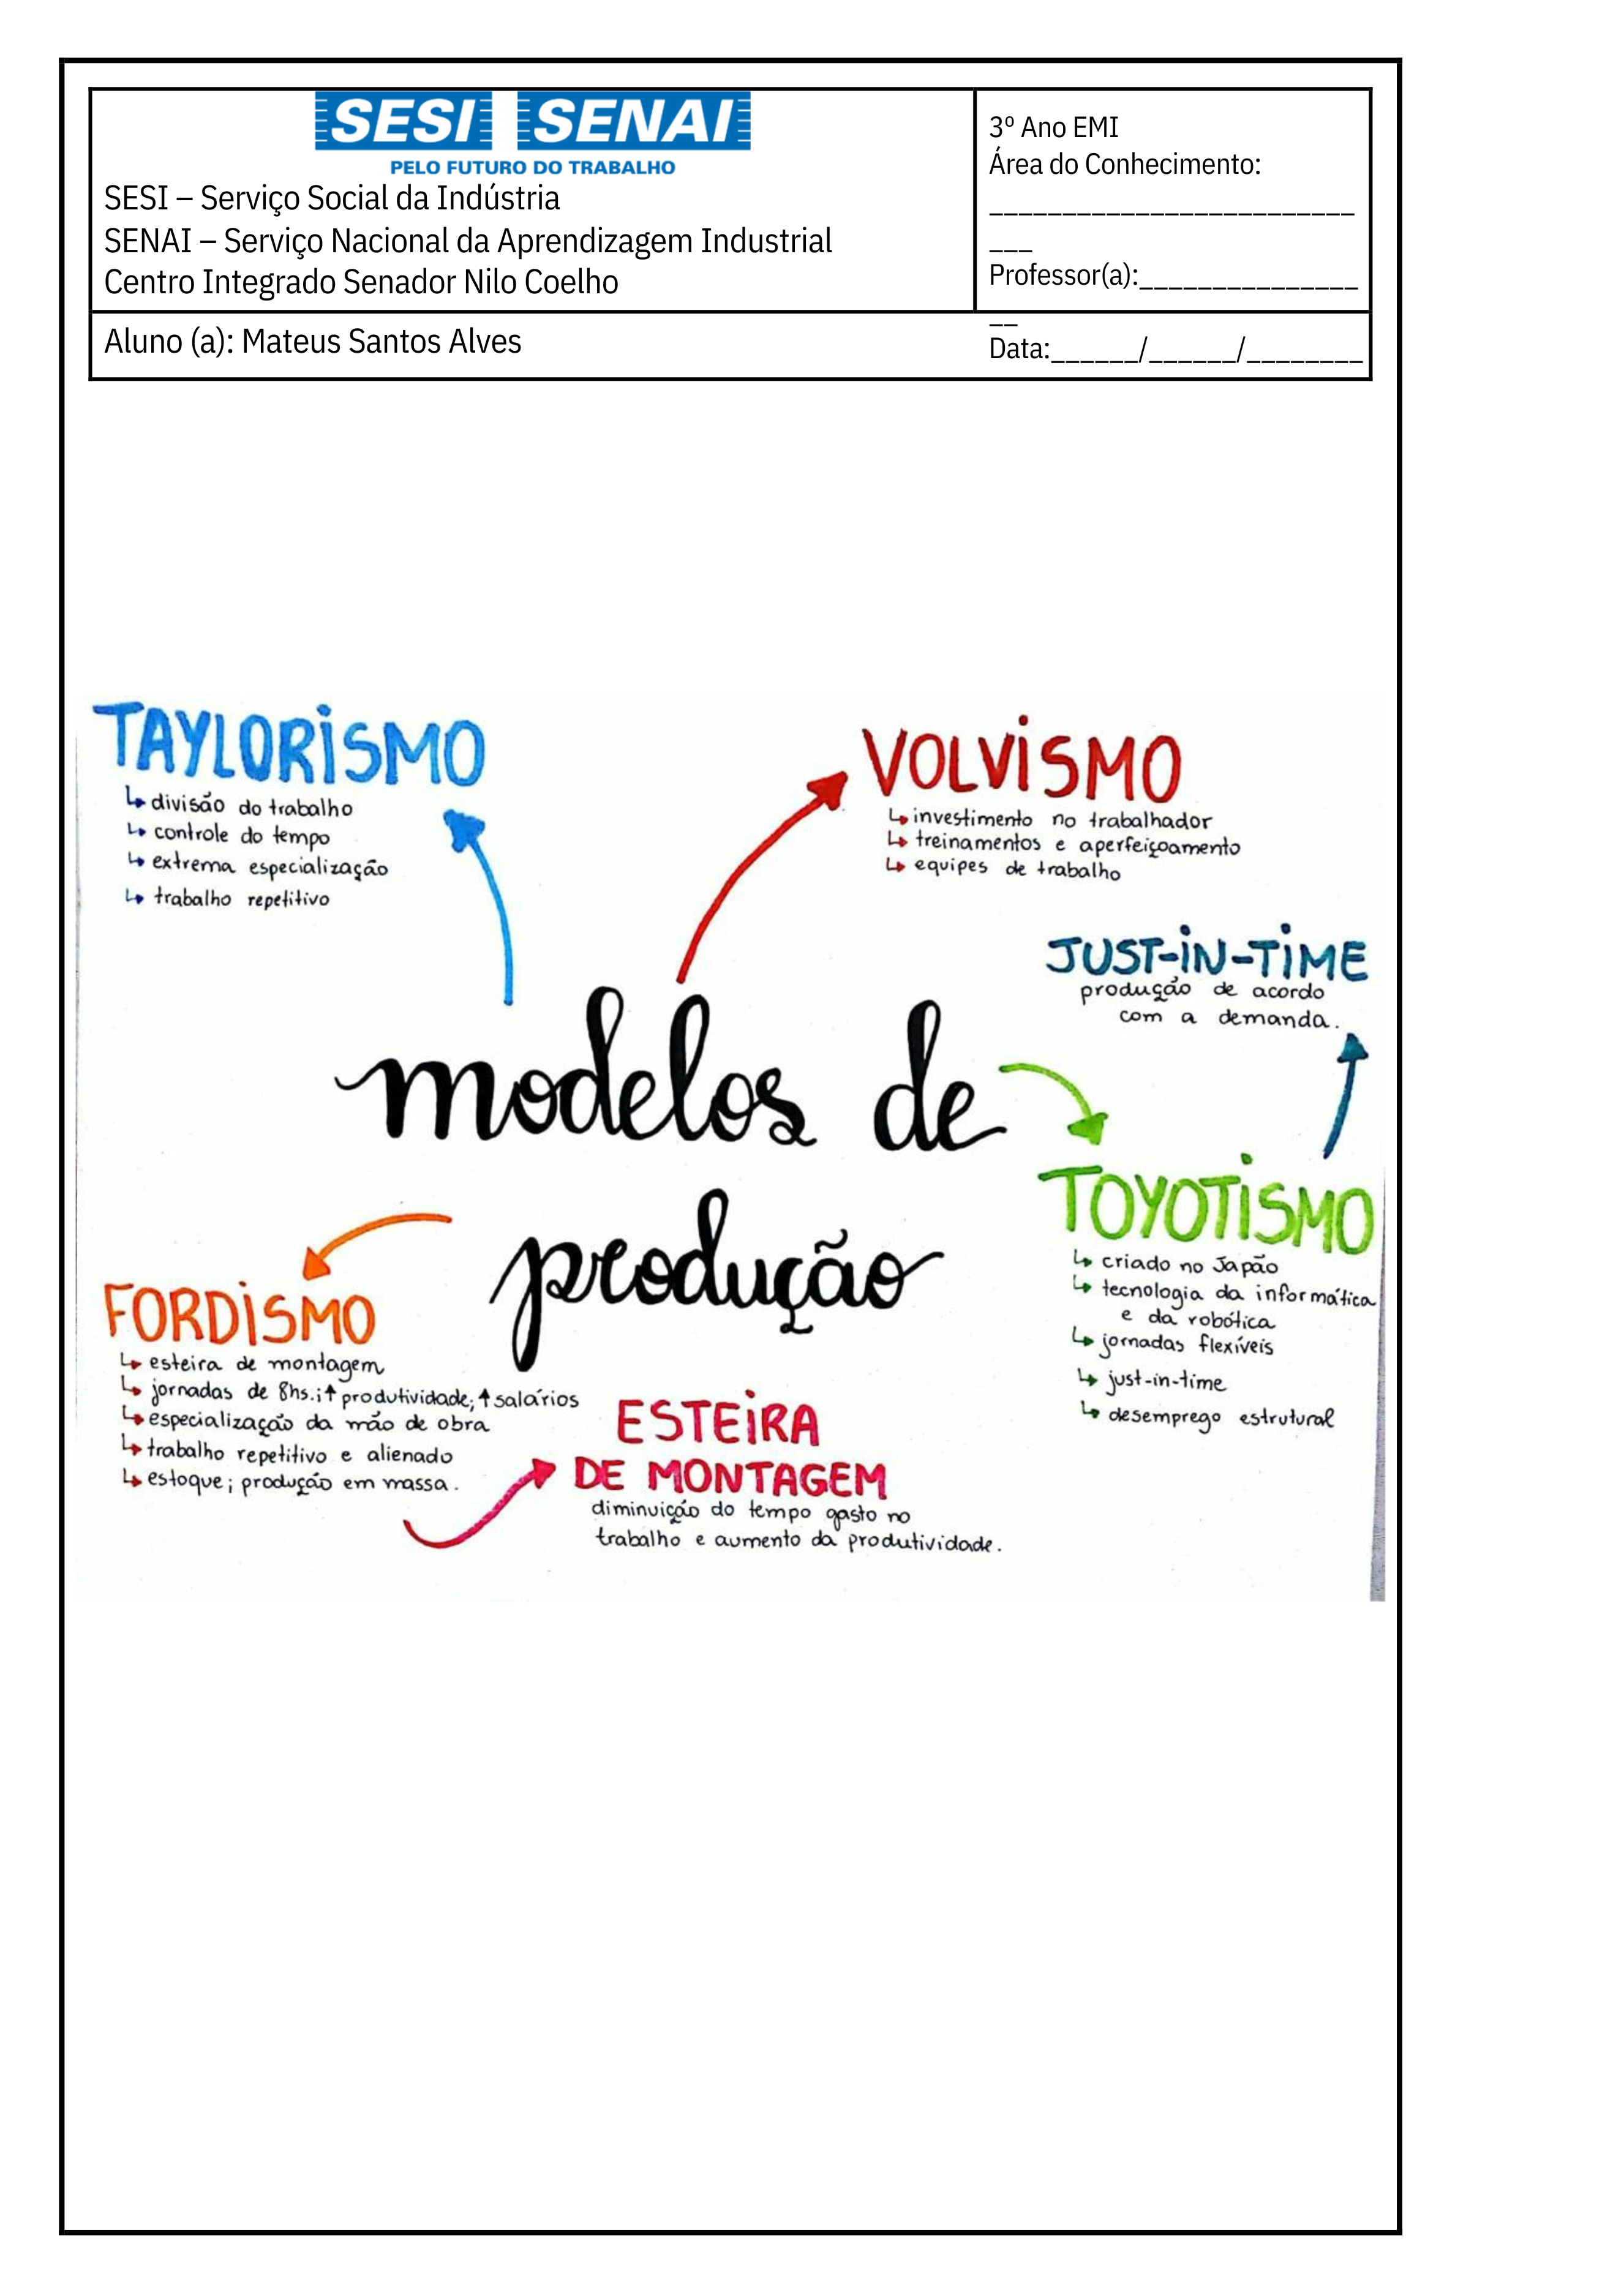 SESI SENAI
PELO FUTURO DO TRABALHO
SESI – Serviço Social da Indústria
SENAI – Serviço Nacional da Aprendizagem Industrial
Centro Integrado Senador Nilo Coelho
3º Ano EMI
Área do Conhecimento:
_________________________
___
Professor(a):_______________
__
Data:______/______/________
Aluno (a): Mateus Santos Alves
TAYLORISMO
divisão do trabalho
controle do tempo
extrema especialização
trabalho repetitivo
VOLVISMO
investimento no trabalhador
treinamentos e aperfeiçoamento
equipes de trabalho
JUST-IN-TIME
produção de acordo
com a demanda.
modelos de
produção
TOYOTISMO
criado no Japão
tecnologia da informática
e da robótica
jornadas flexíveis
just-in-time
desemprego estrutural
FORDISMO
esteira de montagem
jornadas de 8hs.;↑ produtividade; ↑ salários
especialização da mão de obra
trabalho repetitivo e alienado
estoque; produção em massa.
ESTEIRA
DE MONTAGEM
diminuição do tempo gasto no
trabalho e aumento da produtividade.